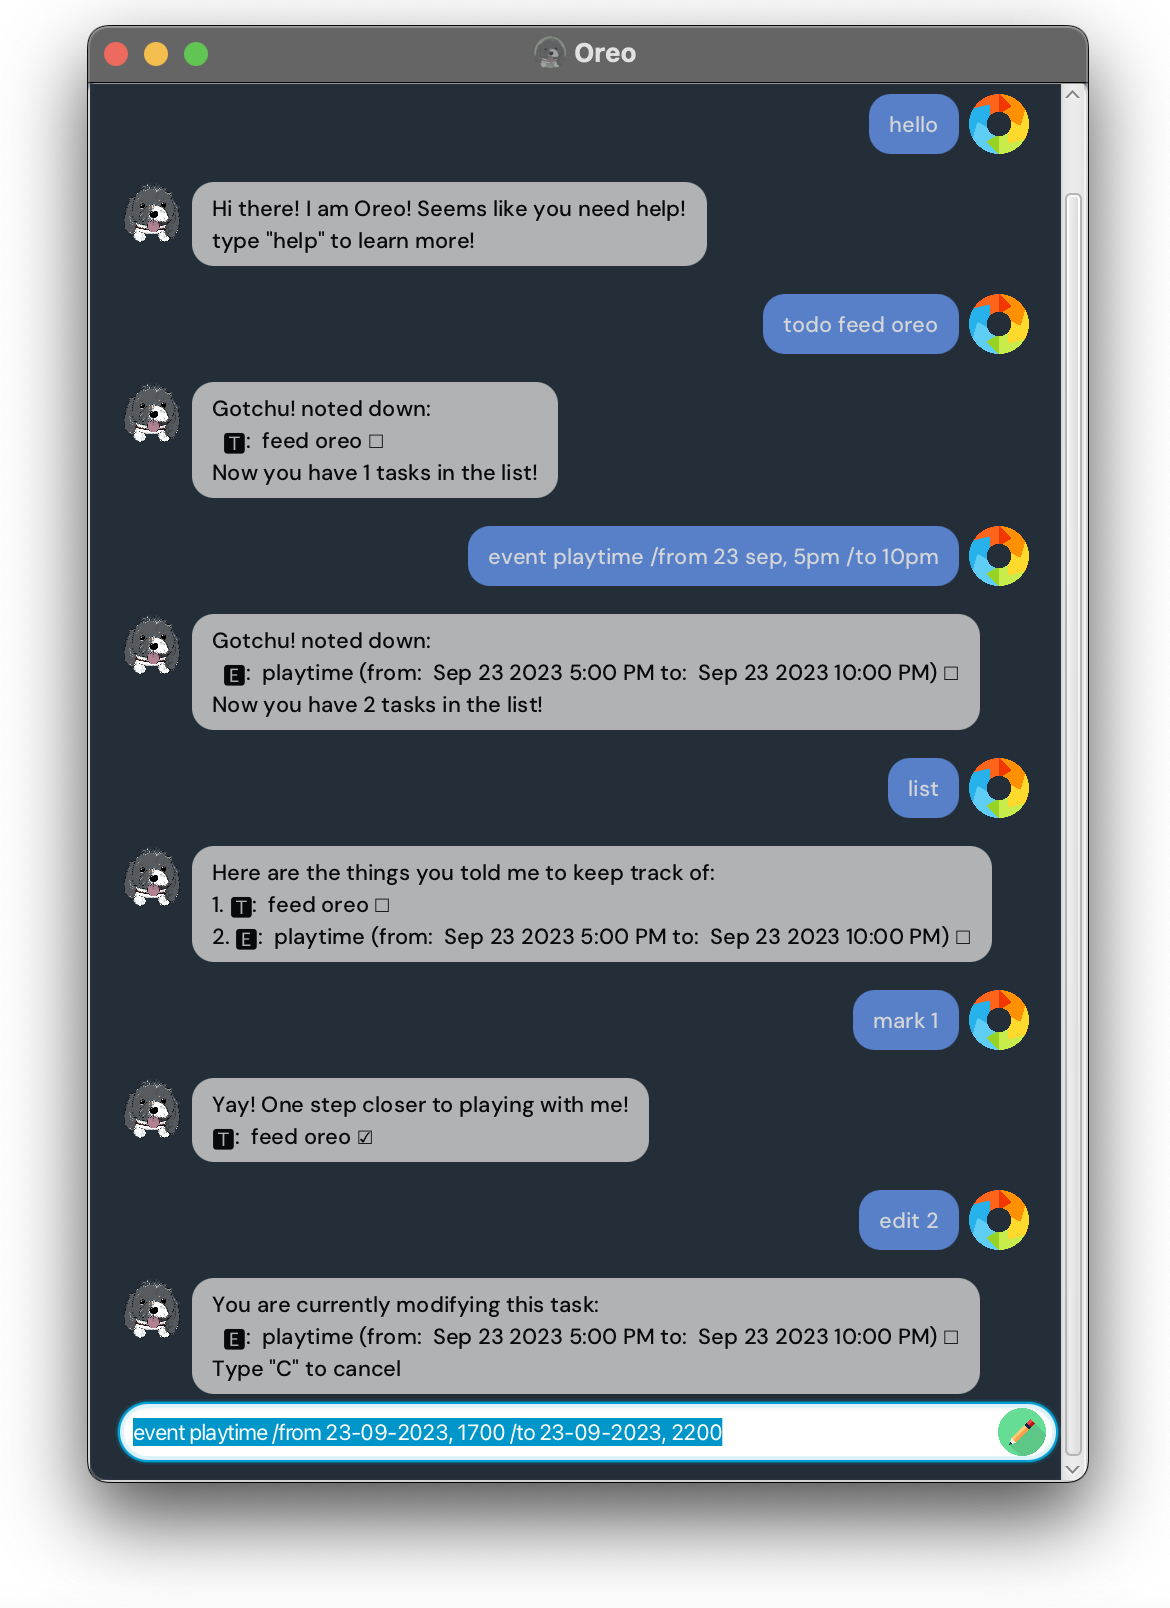 Oreo
hello
Hi there! I am Oreo! Seems like you need help!
type "help" to learn more!
todo feed oreo
Gotchu! noted down:
T: feed oreo ☐
Now you have 1 tasks in the list!
event playtime /from 23 sep, 5pm /to 10pm
Gotchu! noted down:
E: playtime (from: Sep 23 2023 5:00 PM to: Sep 23 2023 10:00 PM) ☐
Now you have 2 tasks in the list!
list
Here are the things you told me to keep track of:
1. T: feed oreo ☐
2. E: playtime (from: Sep 23 2023 5:00 PM to: Sep 23 2023 10:00 PM) ☐
mark 1
Yay! One step closer to playing with me!
T: feed oreo ☑
edit 2
You are currently modifying this task:
E: playtime (from: Sep 23 2023 5:00 PM to: Sep 23 2023 10:00 PM) ☐
Type "C" to cancel
event playtime /from 23-09-2023, 1700 /to 23-09-2023, 2200